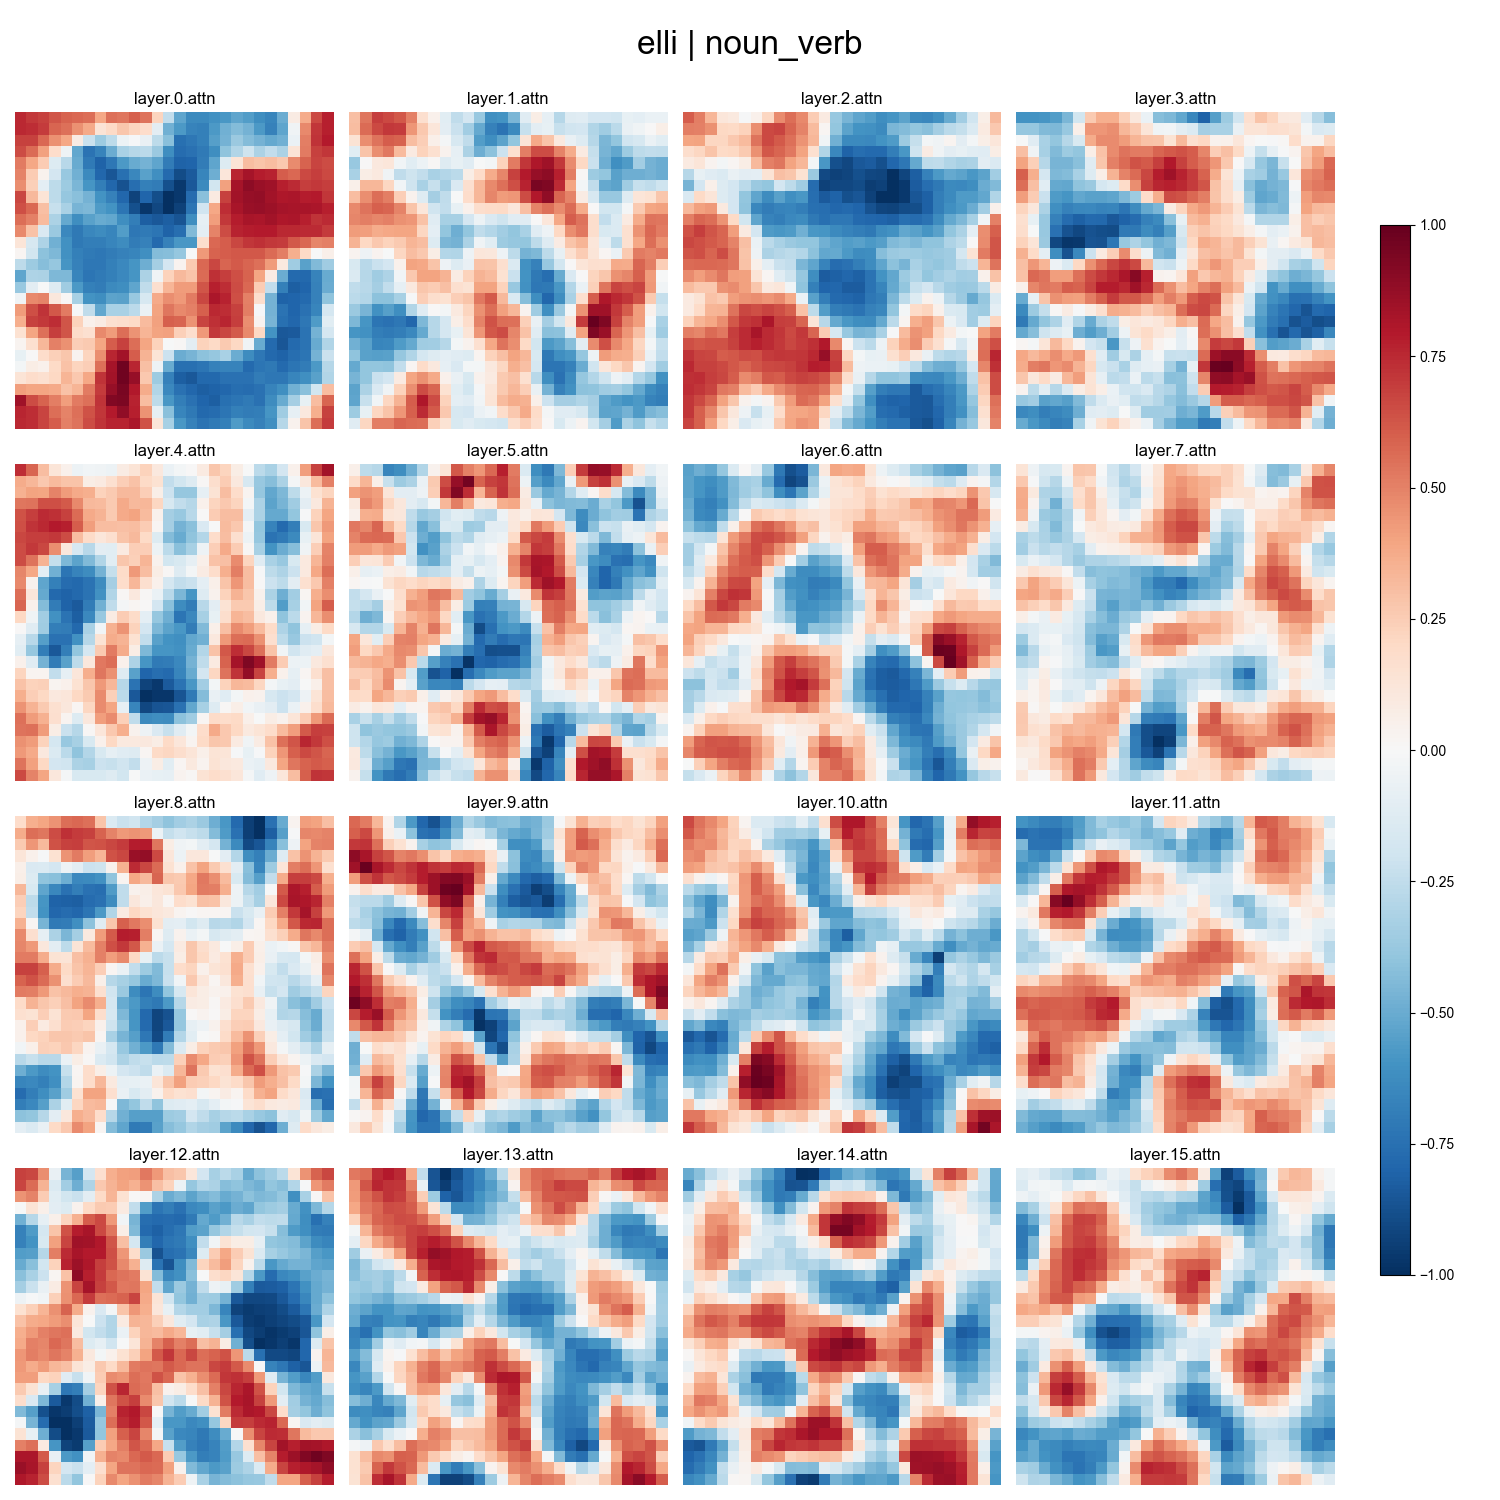 elli | noun_verb
layer.0.attn layer.1.attn layer.2.attn layer.3.attn
layer.4.attn layer.5.attn layer.6.attn layer.7.attn
layer.8.attn layer.9.attn layer.10.attn layer.11.attn
layer.12.attn layer.13.attn layer.14.attn layer.15.attn
1.00
0.75
0.50
0.25
0.00
−0.25
−0.50
−0.75
−1.00